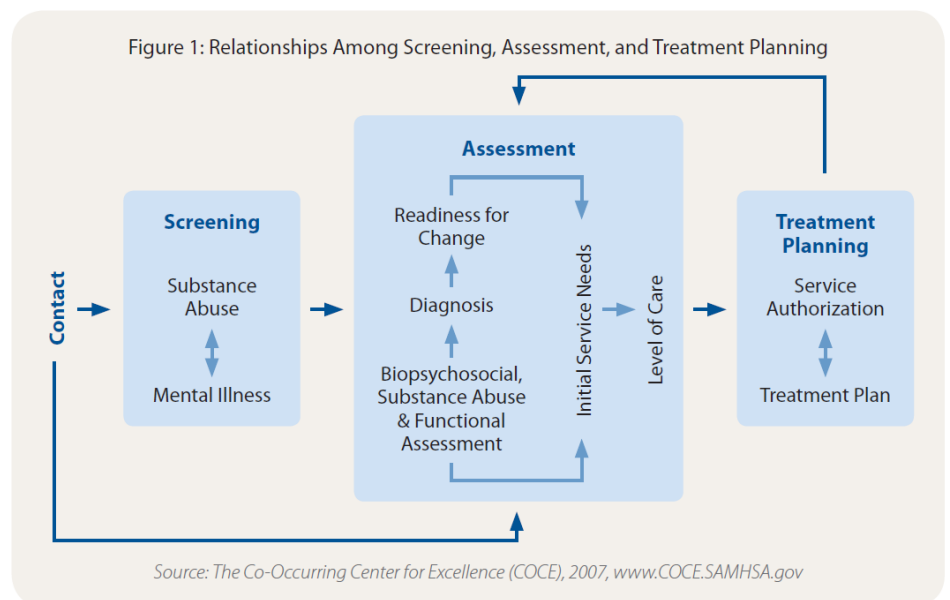 Figure 1: Relationships Among Screening, Assessment, and Treatment Planning
Contact
Screening
Substance
Abuse
Mental Illness
Assessment
Readiness for
Change
Diagnosis
Biopsychosocial,
Substance Abuse
& Functional
Assessment
Initial Service Needs
Level of Care
Treatment
Planning
Service
Authorization
Treatment Plan
Source: The Co-Occurring Center for Excellence (COCE), 2007, www.COCE.SAMHSA.gov